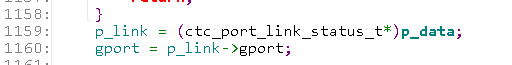 1158: }
1159: p_link = (ctc_port_link_status_t*)p_data;
1160: gport = p_link->gport;